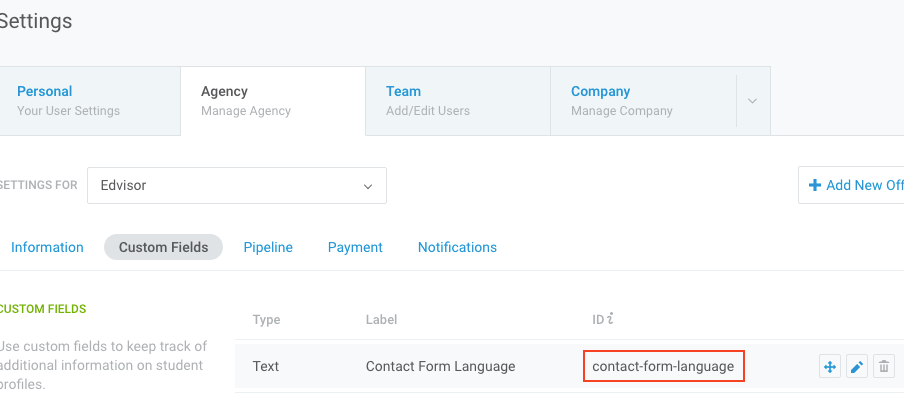 Settings
Personal
Your User Settings
Agency
Manage Agency
Team
Add/Edit Users
Company
Manage Company
SETTINGS FOR
Edvisor
Add New Off
Information
Custom Fields
Pipeline
Payment
Notifications
CUSTOM FIELDS
Use custom fields to keep track of
additional information on student
profiles.
Type Label ID i
Text Contact Form Language contact-form-language